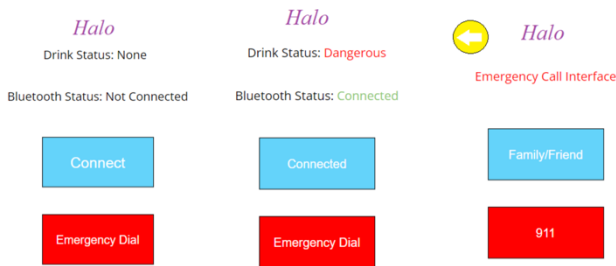 Halo
Drink Status: None
Bluetooth Status: Not Connected
Connect
Emergency Dial
Halo
Drink Status: Dangerous
Bluetooth Status: Connected
Connected
Emergency Dial
Halo
Emergency Call Interface
Family/Friend
911